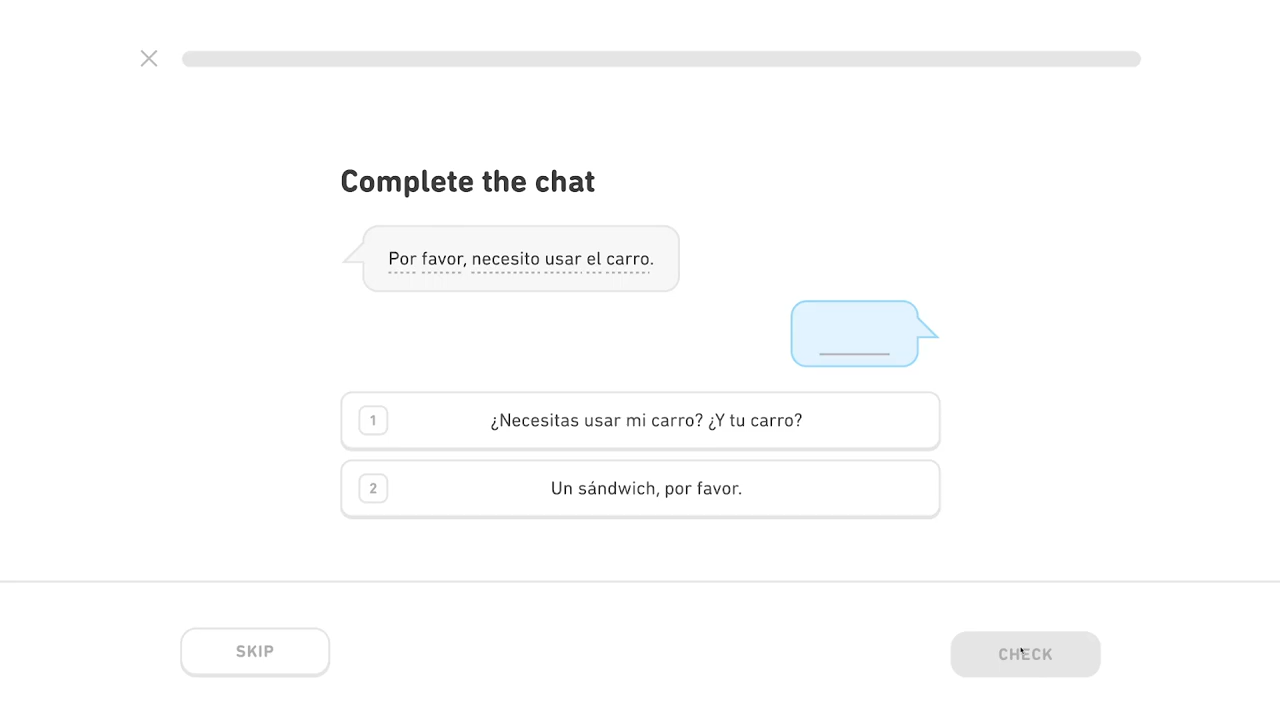 Complete the chat
Por favor, necesito usar el carro.
1 ¿Necesitas usar mi carro? ¿Y tu carro?
2 Un sándwich, por favor.
SKIP
CHECK